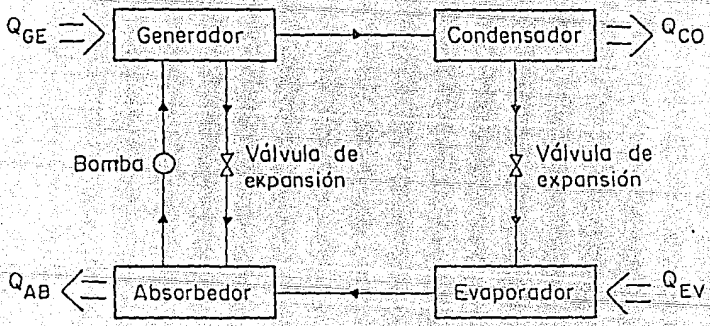 Q_GE
Generador
Condensador
Q_CO
Bomba
Válvula de
expansión
Válvula de
expansión
Q_AB
Absorbedor
Evaporador
Q_EV